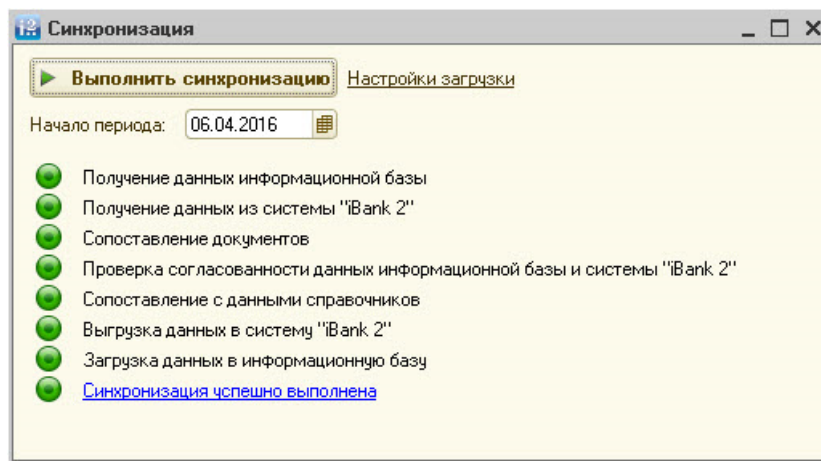 Синхронизация
Выполнить синхронизацию Настройки загрузки
Начало периода: 06.04.2016
Получение данных информационной базы
Получение данных из системы "iBank 2"
Сопоставление документов
Проверка согласованности данных информационной базы и системы "iBank 2"
Сопоставление с данными справочников
Выгрузка данных в систему "iBank 2"
Загрузка данных в информационную базу
Синхронизация успешно выполнена